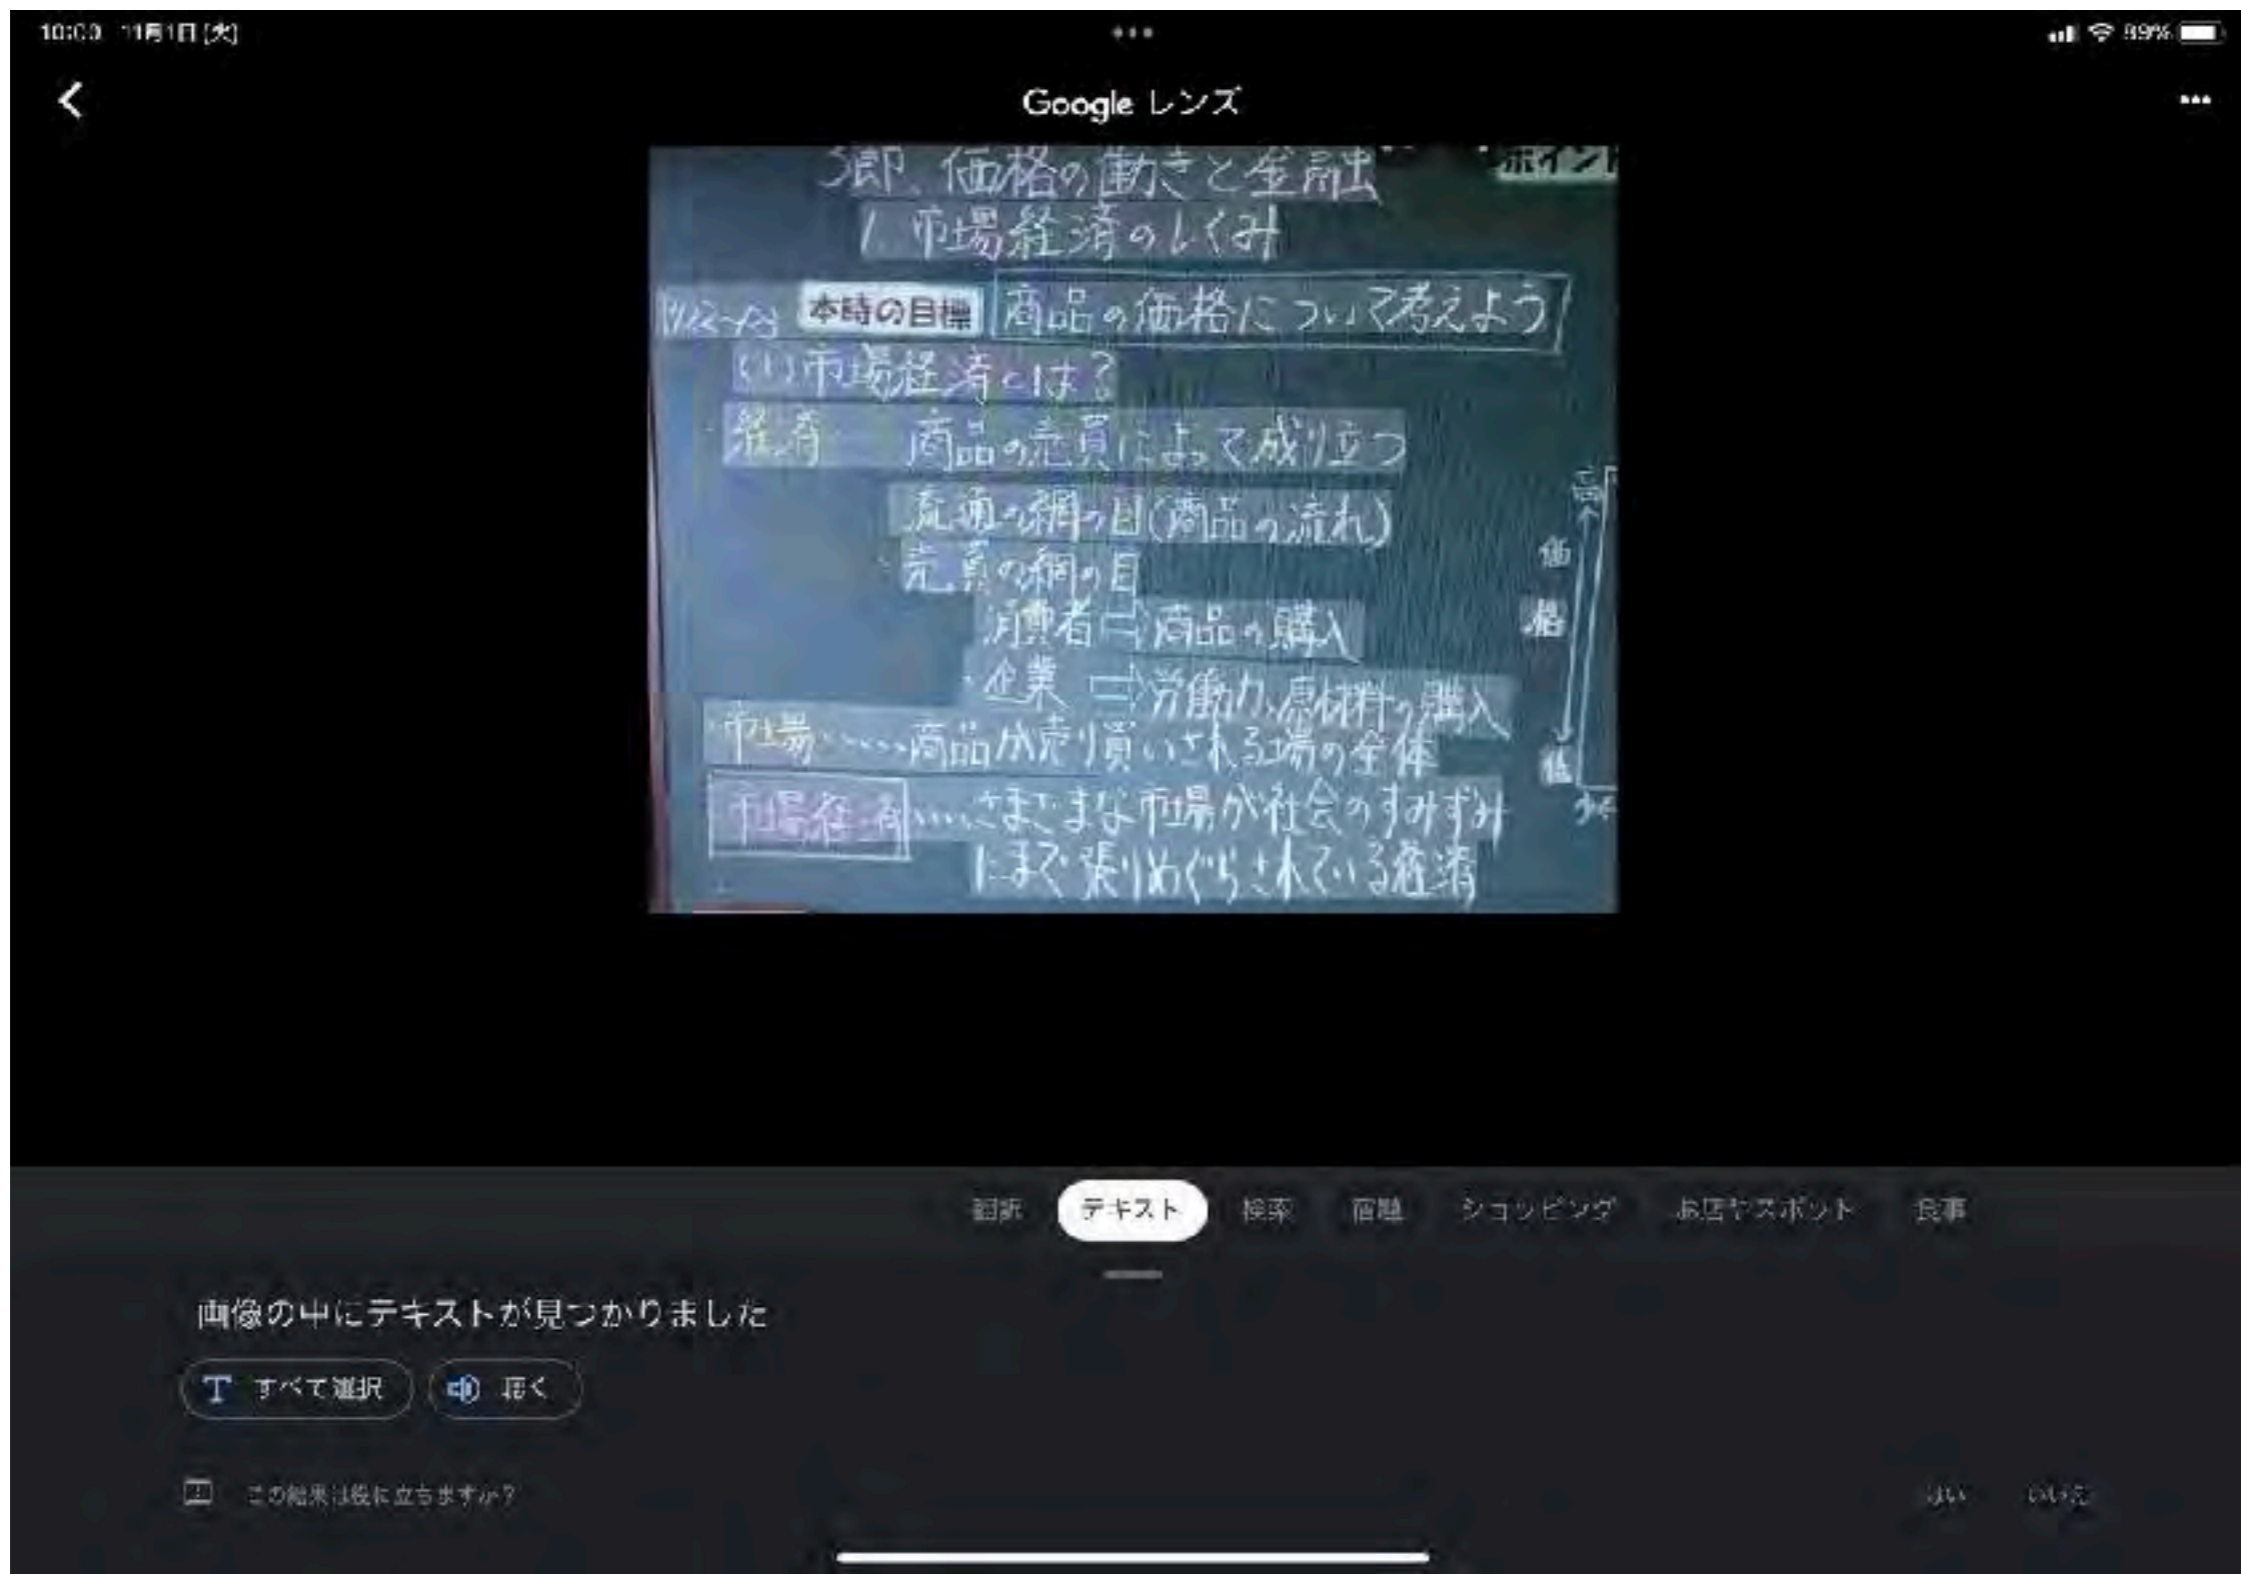 10:00 11月1日(火)
89%
Google レンズ
ポイント
3節、価格の働きと金融
1. 市場経済のしくみ
本時の目標 商品の価格について考えよう
(1)市場経済とは?
経済 商品の売買によって成り立つ
流通の網の目(商品の流れ)
売買の網の目
消費者⇨商品の購入
・企業 ⇨労働力、原材料の購入
・市場……商品が売り買いされる場の全体
市場経済……さまざまな市場が社会のすみずみ
にまで張りめぐらされている経済
高
価
格
低
翻訳 テキスト 検索 宿題 ショッピング お店やスポット 食事
画像の中にテキストが見つかりました
すべて選択 聴く
この結果は役に立ちますか?
はい いいえ